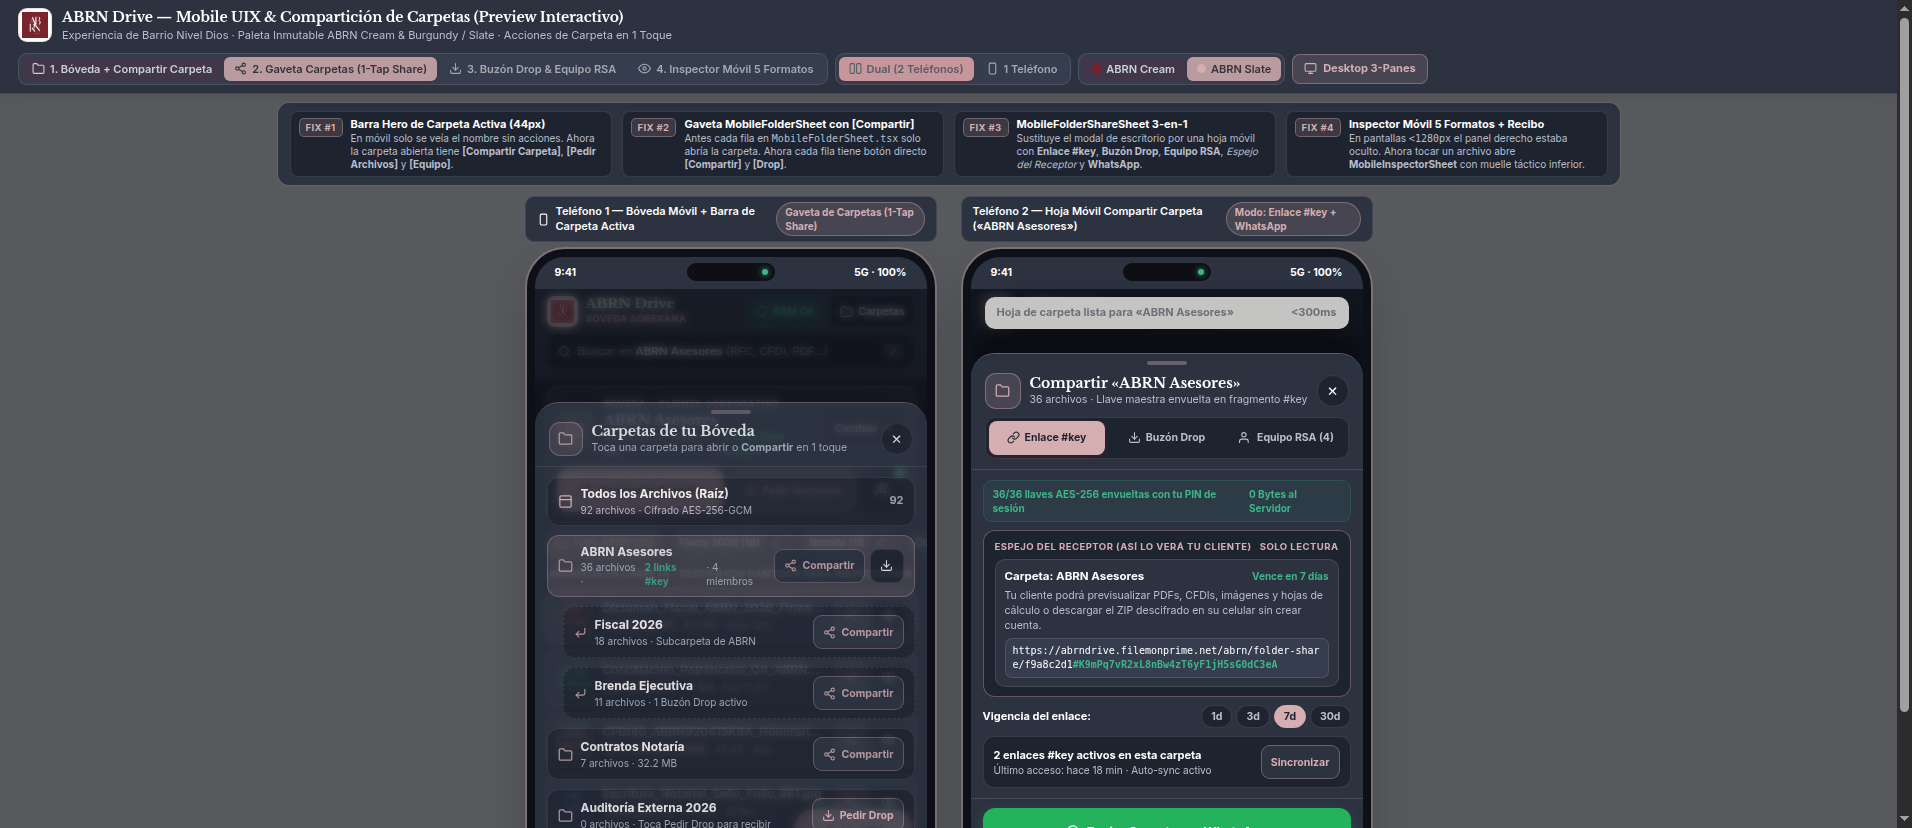 ABRN Drive — Mobile UIX & Compartición de Carpetas (Preview Interactivo)
Experiencia de Barrio Nivel Dios · Paleta Inmutable ABRN Cream & Burgundy / Slate · Acciones de Carpeta en 1 Toque
1. Bóveda + Compartir Carpeta
2. Gaveta Carpetas (1-Tap Share)
3. Buzón Drop & Equipo RSA
4. Inspector Móvil 5 Formatos
Dual (2 Teléfonos)
1 Teléfono
ABRN Cream
ABRN Slate
Desktop 3-Panes
FIX #1
Barra Hero de Carpeta Activa (44px)
En móvil solo se veía el nombre sin acciones. Ahora
la carpeta abierta tiene [Compartir Carpeta], [Pedir
Archivos] y [Equipo].
FIX #2
Gaveta MobileFolderSheet con [Compartir]
Antes cada fila en MobileFolderSheet.tsx solo
abría la carpeta. Ahora cada fila tiene botón directo
[Compartir] y [Drop].
FIX #3
MobileFolderShareSheet 3-en-1
Sustituye el modal de escritorio por una hoja móvil
con Enlace #key, Buzón Drop, Equipo RSA, Espejo
del Receptor y WhatsApp.
FIX #4
Inspector Móvil 5 Formatos + Recibo
En pantallas <1280px el panel derecho estaba
oculto. Ahora tocar un archivo abre
MobileInspectorSheet con muelle táctico inferior.
Teléfono 1 — Bóveda Móvil + Barra de
Carpeta Activa
Gaveta de Carpetas (1-Tap
Share)
9:41
5G · 100%
ABRN Drive
BÓVEDA SOBERANA
Carpetas
Buscar en ABRN Asesores (RFC, CFDI, PDF...)
Carpetas de tu Bóveda
Toca una carpeta para abrir o Compartir en 1 toque
Todos los Archivos (Raíz)
92 archivos · Cifrado AES-256-GCM
92
ABRN Asesores
36 archivos
·
2 links
#key
· 4
miembros
Compartir
Fiscal 2026
18 archivos · Subcarpeta de ABRN
Compartir
Brenda Ejecutiva
11 archivos · 1 Buzón Drop activo
Compartir
Contratos Notaría
7 archivos · 32.2 MB
Compartir
Auditoría Externa 2026
0 archivos · Toca Pedir Drop para recibir
Pedir Drop
Teléfono 2 — Hoja Móvil Compartir Carpeta
(«ABRN Asesores»)
Modo: Enlace #key +
WhatsApp
9:41
5G · 100%
Hoja de carpeta lista para «ABRN Asesores»
<300ms
Compartir «ABRN Asesores»
36 archivos · Llave maestra envuelta en fragmento #key
Enlace #key
Buzón Drop
Equipo RSA (4)
36/36 llaves AES-256 envueltas con tu PIN de
sesión
0 Bytes al
Servidor
ESPEJO DEL RECEPTOR (ASÍ LO VERÁ TU CLIENTE)
SOLO LECTURA
Carpeta: ABRN Asesores
Vence en 7 días
Tu cliente podrá previsualizar PDFs, CFDIs, imágenes y hojas de
cálculo o descargar el ZIP descifrado en su celular sin crear
cuenta.
https://abrndrive.filemonprime.net/abrn/folder-shar
e/f9a8c2d1#K9mPq7vR2xL8nBw4zT6yF1jH5sG0dC3eA
Vigencia del enlace:
1d
3d
7d
30d
2 enlaces #key activos en esta carpeta
Último acceso: hace 18 min · Auto-sync activo
Sincronizar